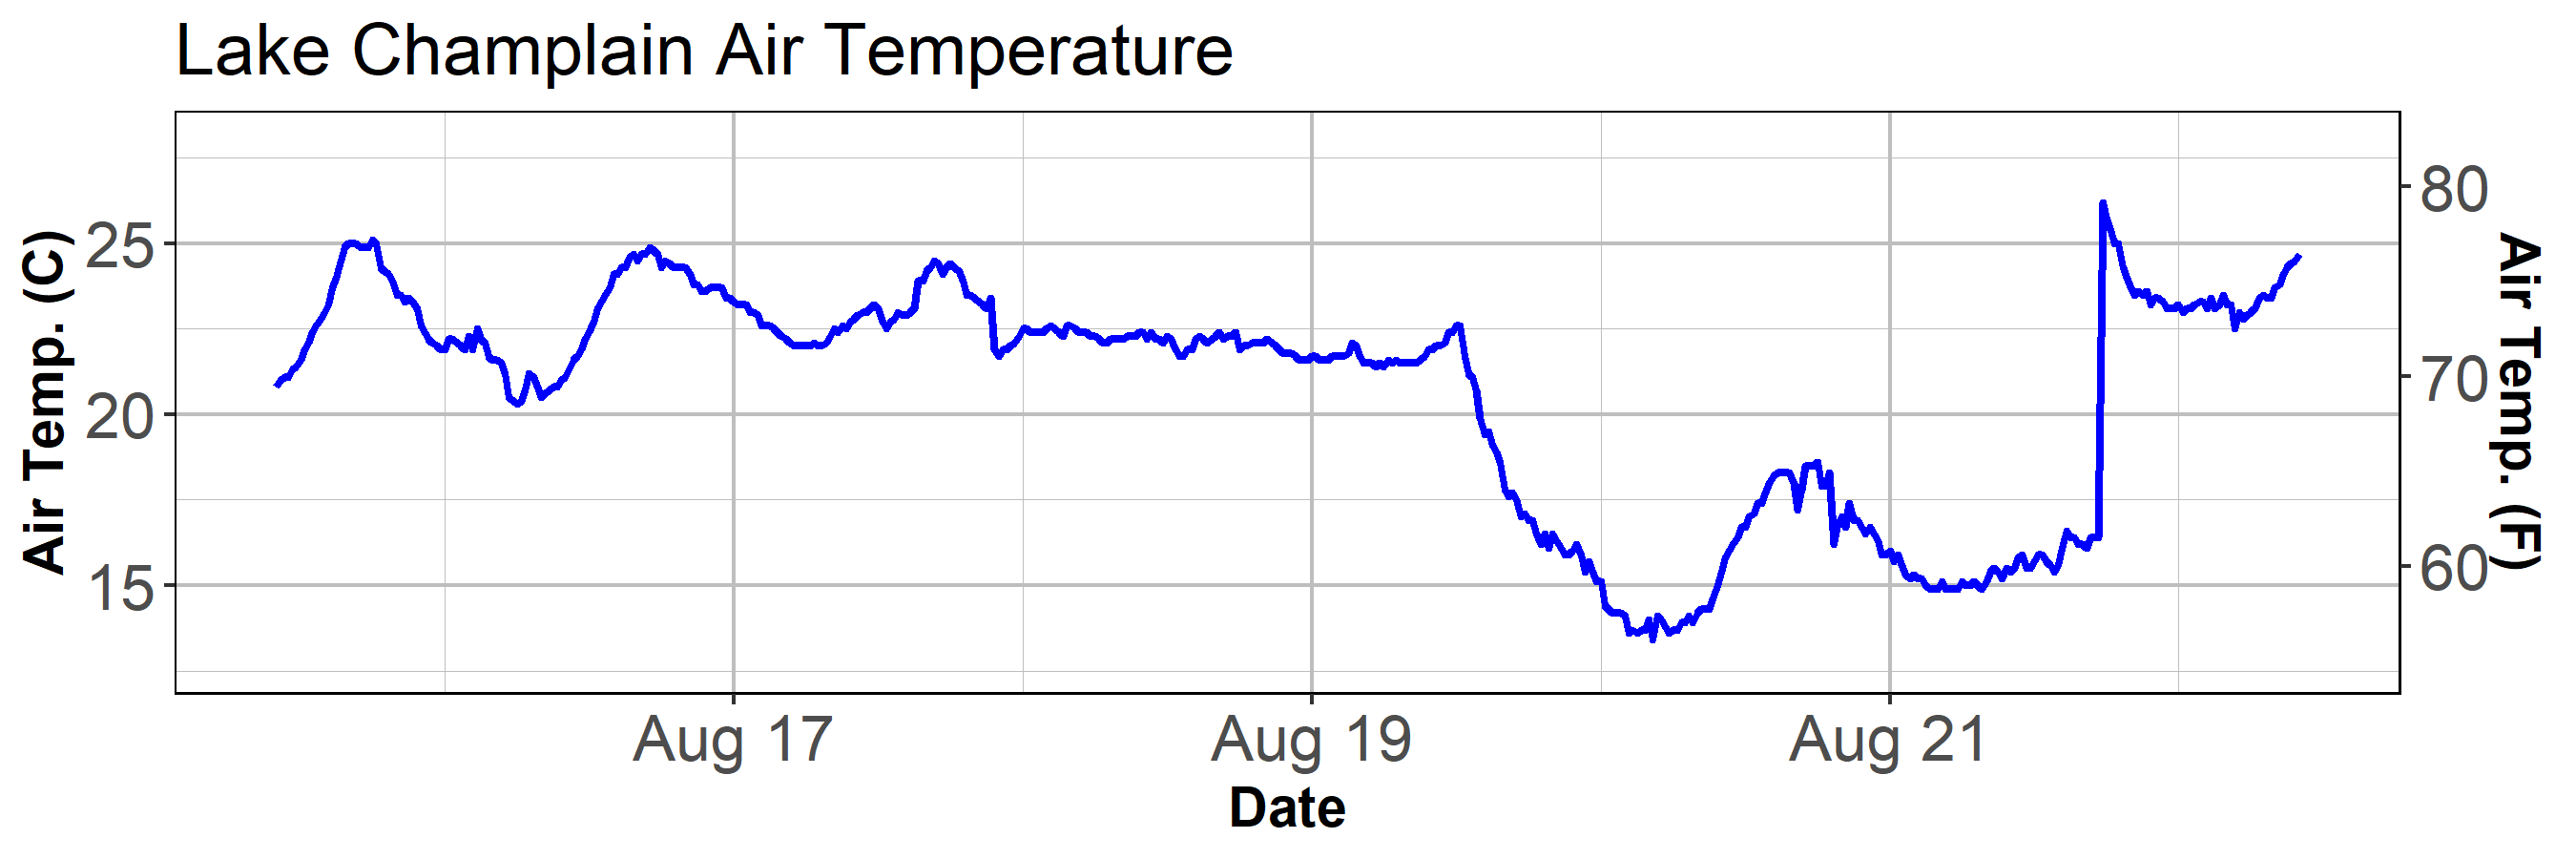 Lake Champlain Air Temperature
Air Temp. (C)
25
20
15
80
70
60
Air Temp. (F)
Aug 17 Aug 19 Aug 21
Date